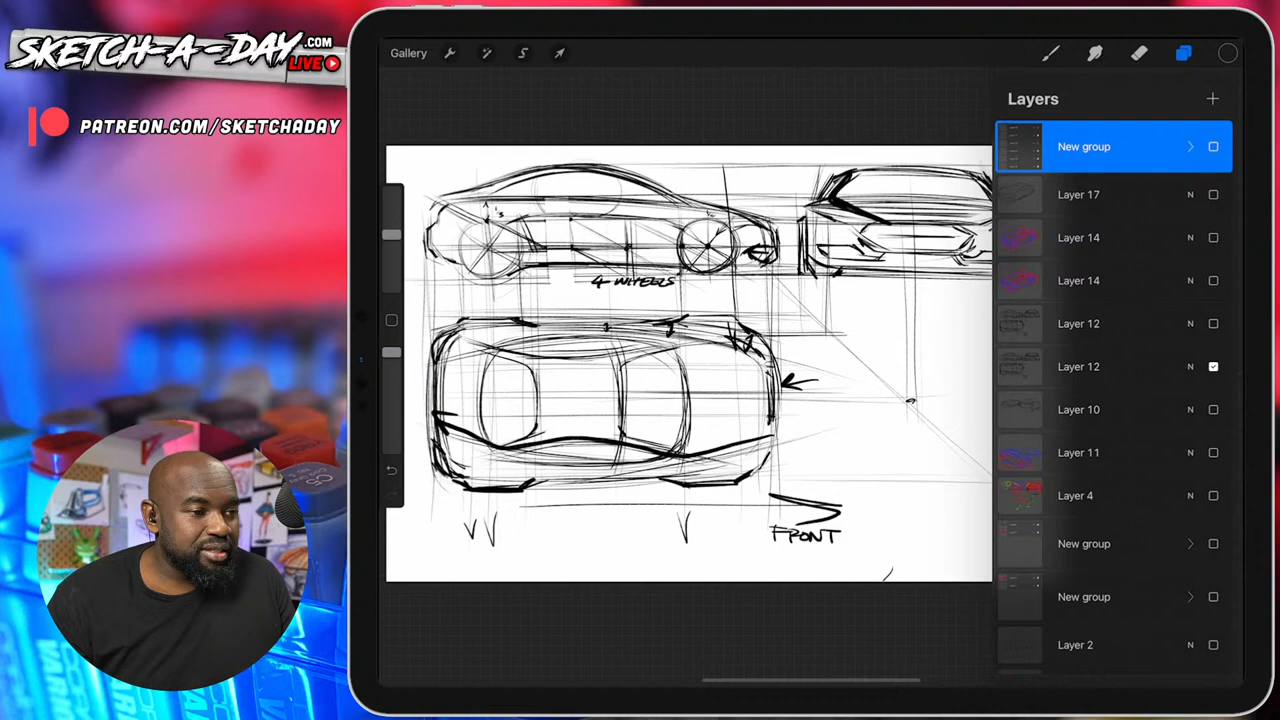 SKETCH-A-DAY.COM
LIVE
PATREON.COM/SKETCHADAY
Gallery
Layers
New group
Layer 17 N
Layer 14 N
Layer 14 N
Layer 12 N
Layer 12 N
Layer 10 N
Layer 11 N
Layer 4 N
New group
New group
Layer 2 N
4 WHEELS
FRONT